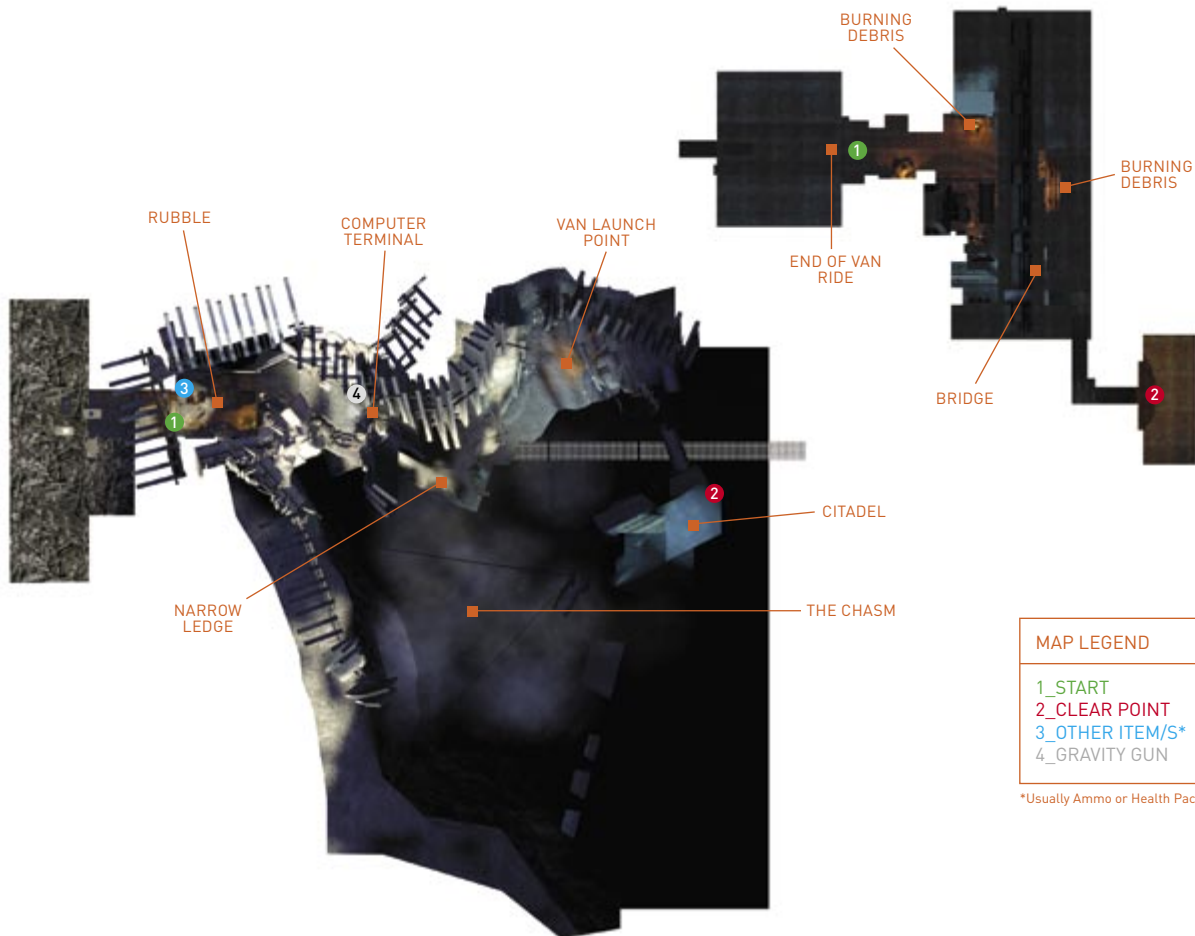 BURNING
DEBRIS
1
BURNING
DEBRIS
END OF VAN
RIDE
BRIDGE
2
RUBBLE
COMPUTER
TERMINAL
VAN LAUNCH
POINT
3
4
1
2
CITADEL
NARROW
LEDGE
THE CHASM
MAP LEGEND
1_START
2_CLEAR POINT
3_OTHER ITEM/S*
4_GRAVITY GUN
*Usually Ammo or Health Pac